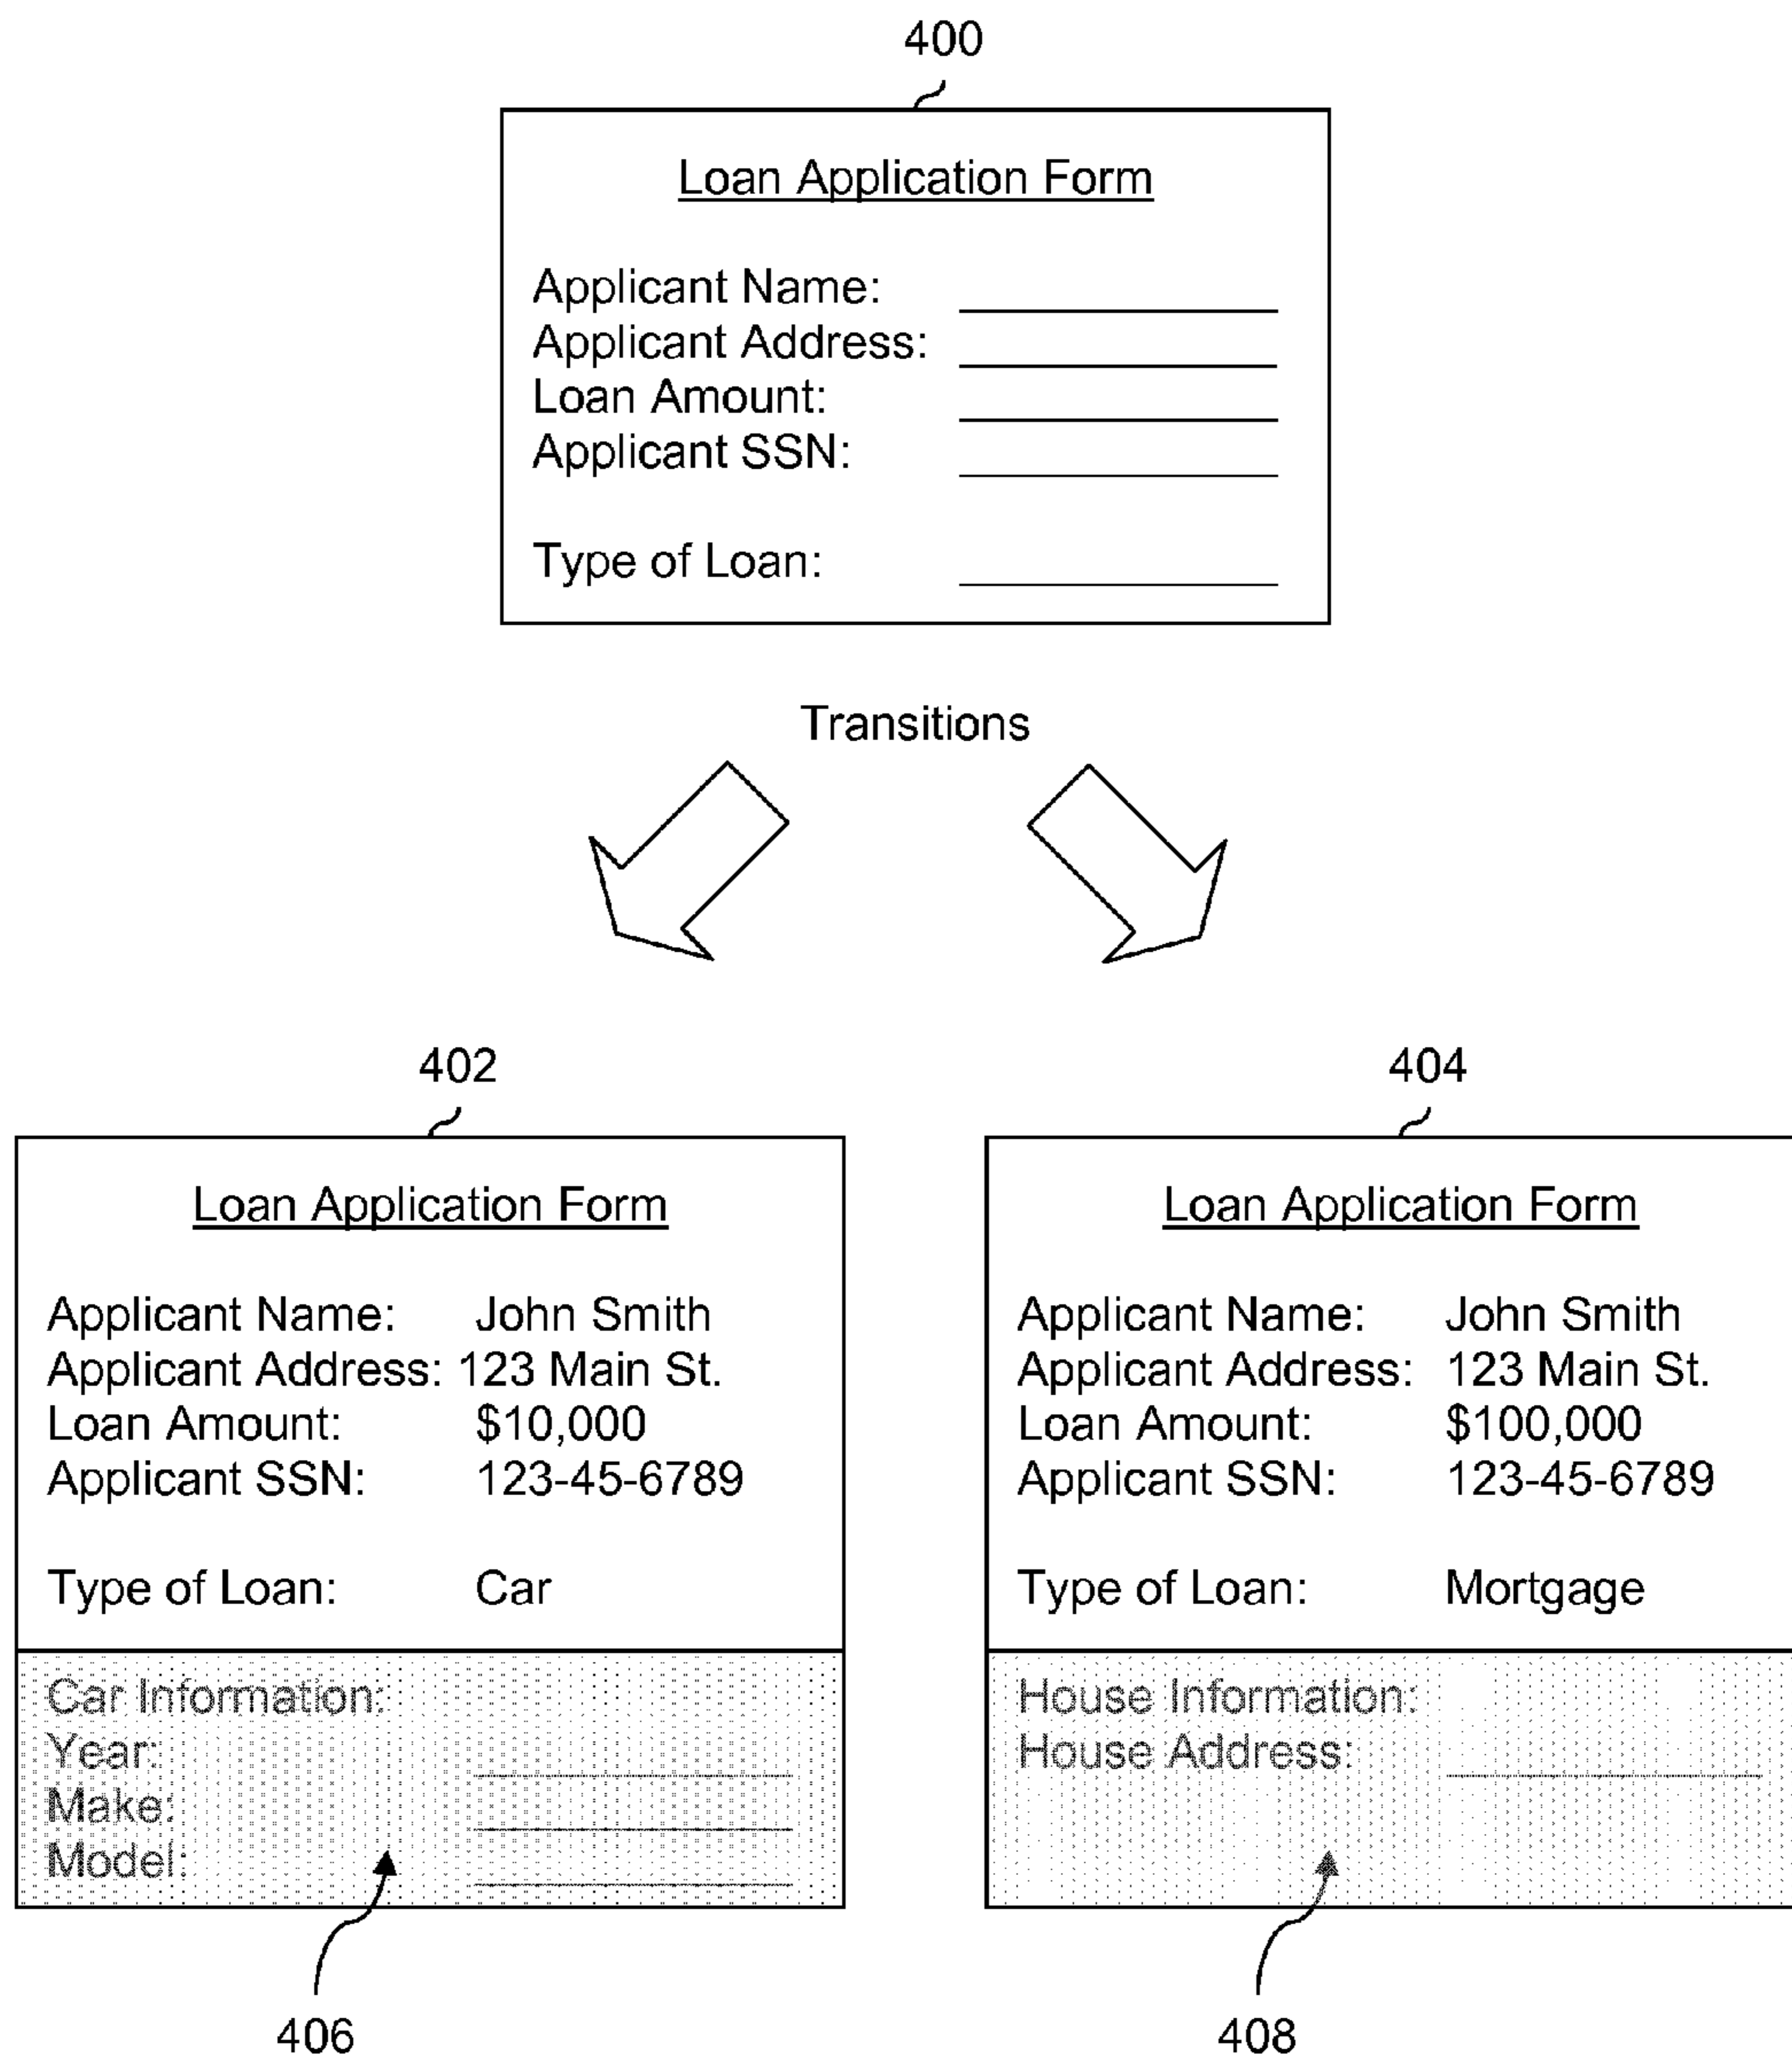 400
Loan Application Form
Applicant Name:
Applicant Address:
Loan Amount:
Applicant SSN:
Type of Loan:
Transitions
402
Loan Application Form
Applicant Name: John Smith
Applicant Address: 123 Main St.
Loan Amount: $10,000
Applicant SSN: 123-45-6789
Type of Loan: Car
Car Information:
Year:
Make:
Model:
406
404
Loan Application Form
Applicant Name: John Smith
Applicant Address: 123 Main St.
Loan Amount: $100,000
Applicant SSN: 123-45-6789
Type of Loan: Mortgage
House Information:
House Address:
408